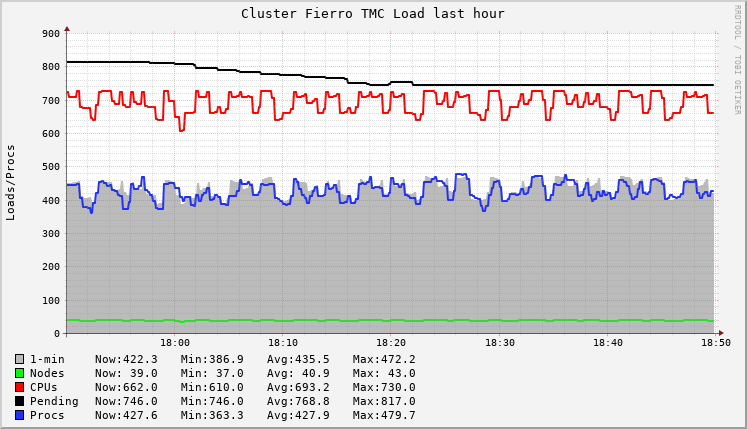 Cluster Fierro TMC Load last hour
RRDTOOL / TOBI OETIKER
Loads/Procs
900
800
700
600
500
400
300
200
100
0
18:00 18:10 18:20 18:30 18:40 18:50
1-min Now:422.3 Min:386.9 Avg:435.5 Max:472.2
Nodes Now: 39.0 Min: 37.0 Avg: 40.9 Max: 43.0
CPUs Now:662.0 Min:610.0 Avg:693.2 Max:730.0
Pending Now:746.0 Min:746.0 Avg:768.8 Max:817.0
Procs Now:427.6 Min:363.3 Avg:427.9 Max:479.7